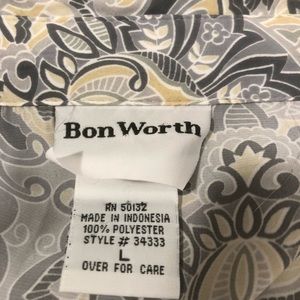 Bon Worth
RN 50132
MADE IN INDONESIA
100% POLYESTER
STYLE # 34333
L
OVER FOR CARE